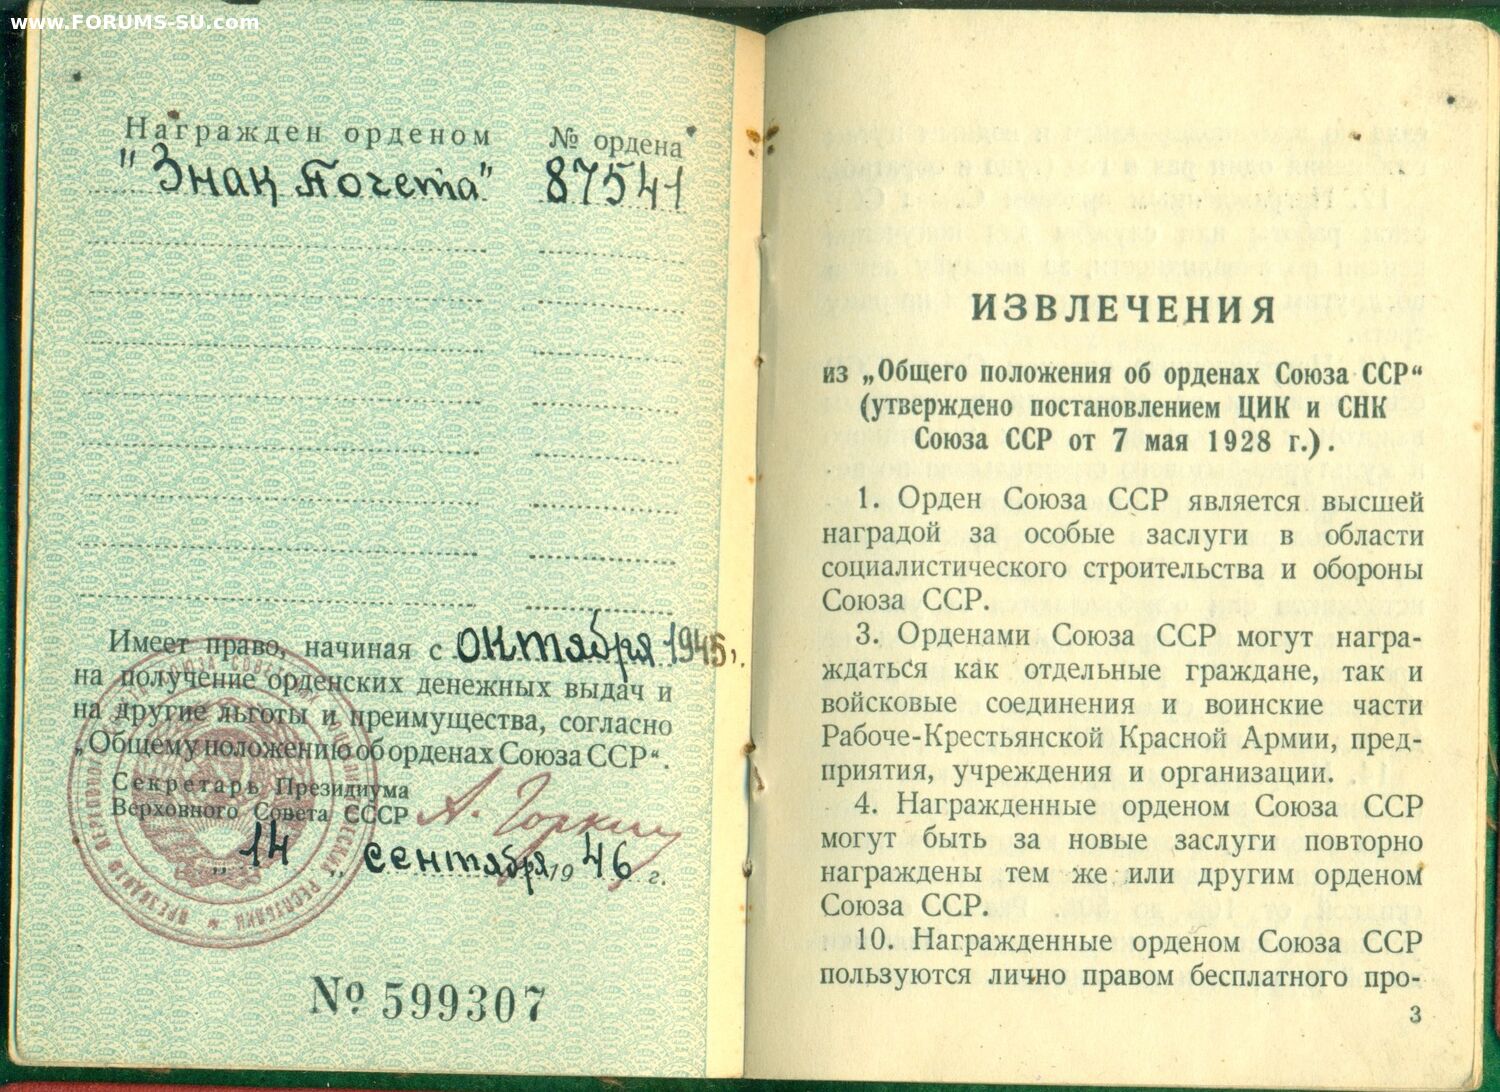 www.FORUMS-SU.com
Награжден орденом № ордена
"Знак Почета" 87541
Имеет право, начиная с октября 1945,
на получение орденских денежных выдач и
на другие льготы и преимущества, согласно
„Общему положению об орденах Союза ССР“.
Секретарь Президиума
Верховного Совета СССР А. Горкин
„ 14 „ сентября 19 46 г.
№ 599307
ИЗВЛЕЧЕНИЯ
из „Общего положения об орденах Союза ССР“
(утверждено постановлением ЦИК и СНК
Союза ССР от 7 мая 1928 г.).
1. Орден Союза ССР является высшей
наградой за особые заслуги в области
социалистического строительства и обороны
Союза ССР.
3. Орденами Союза ССР могут награ-
ждаться как отдельные граждане, так и
войсковые соединения и воинские части
Рабоче-Крестьянской Красной Армии, пред-
приятия, учреждения и организации.
4. Награжденные орденом Союза ССР
могут быть за новые заслуги повторно
награждены тем же или другим орденом
Союза ССР.
10. Награжденные орденом Союза ССР
пользуются лично правом бесплатного про-
3